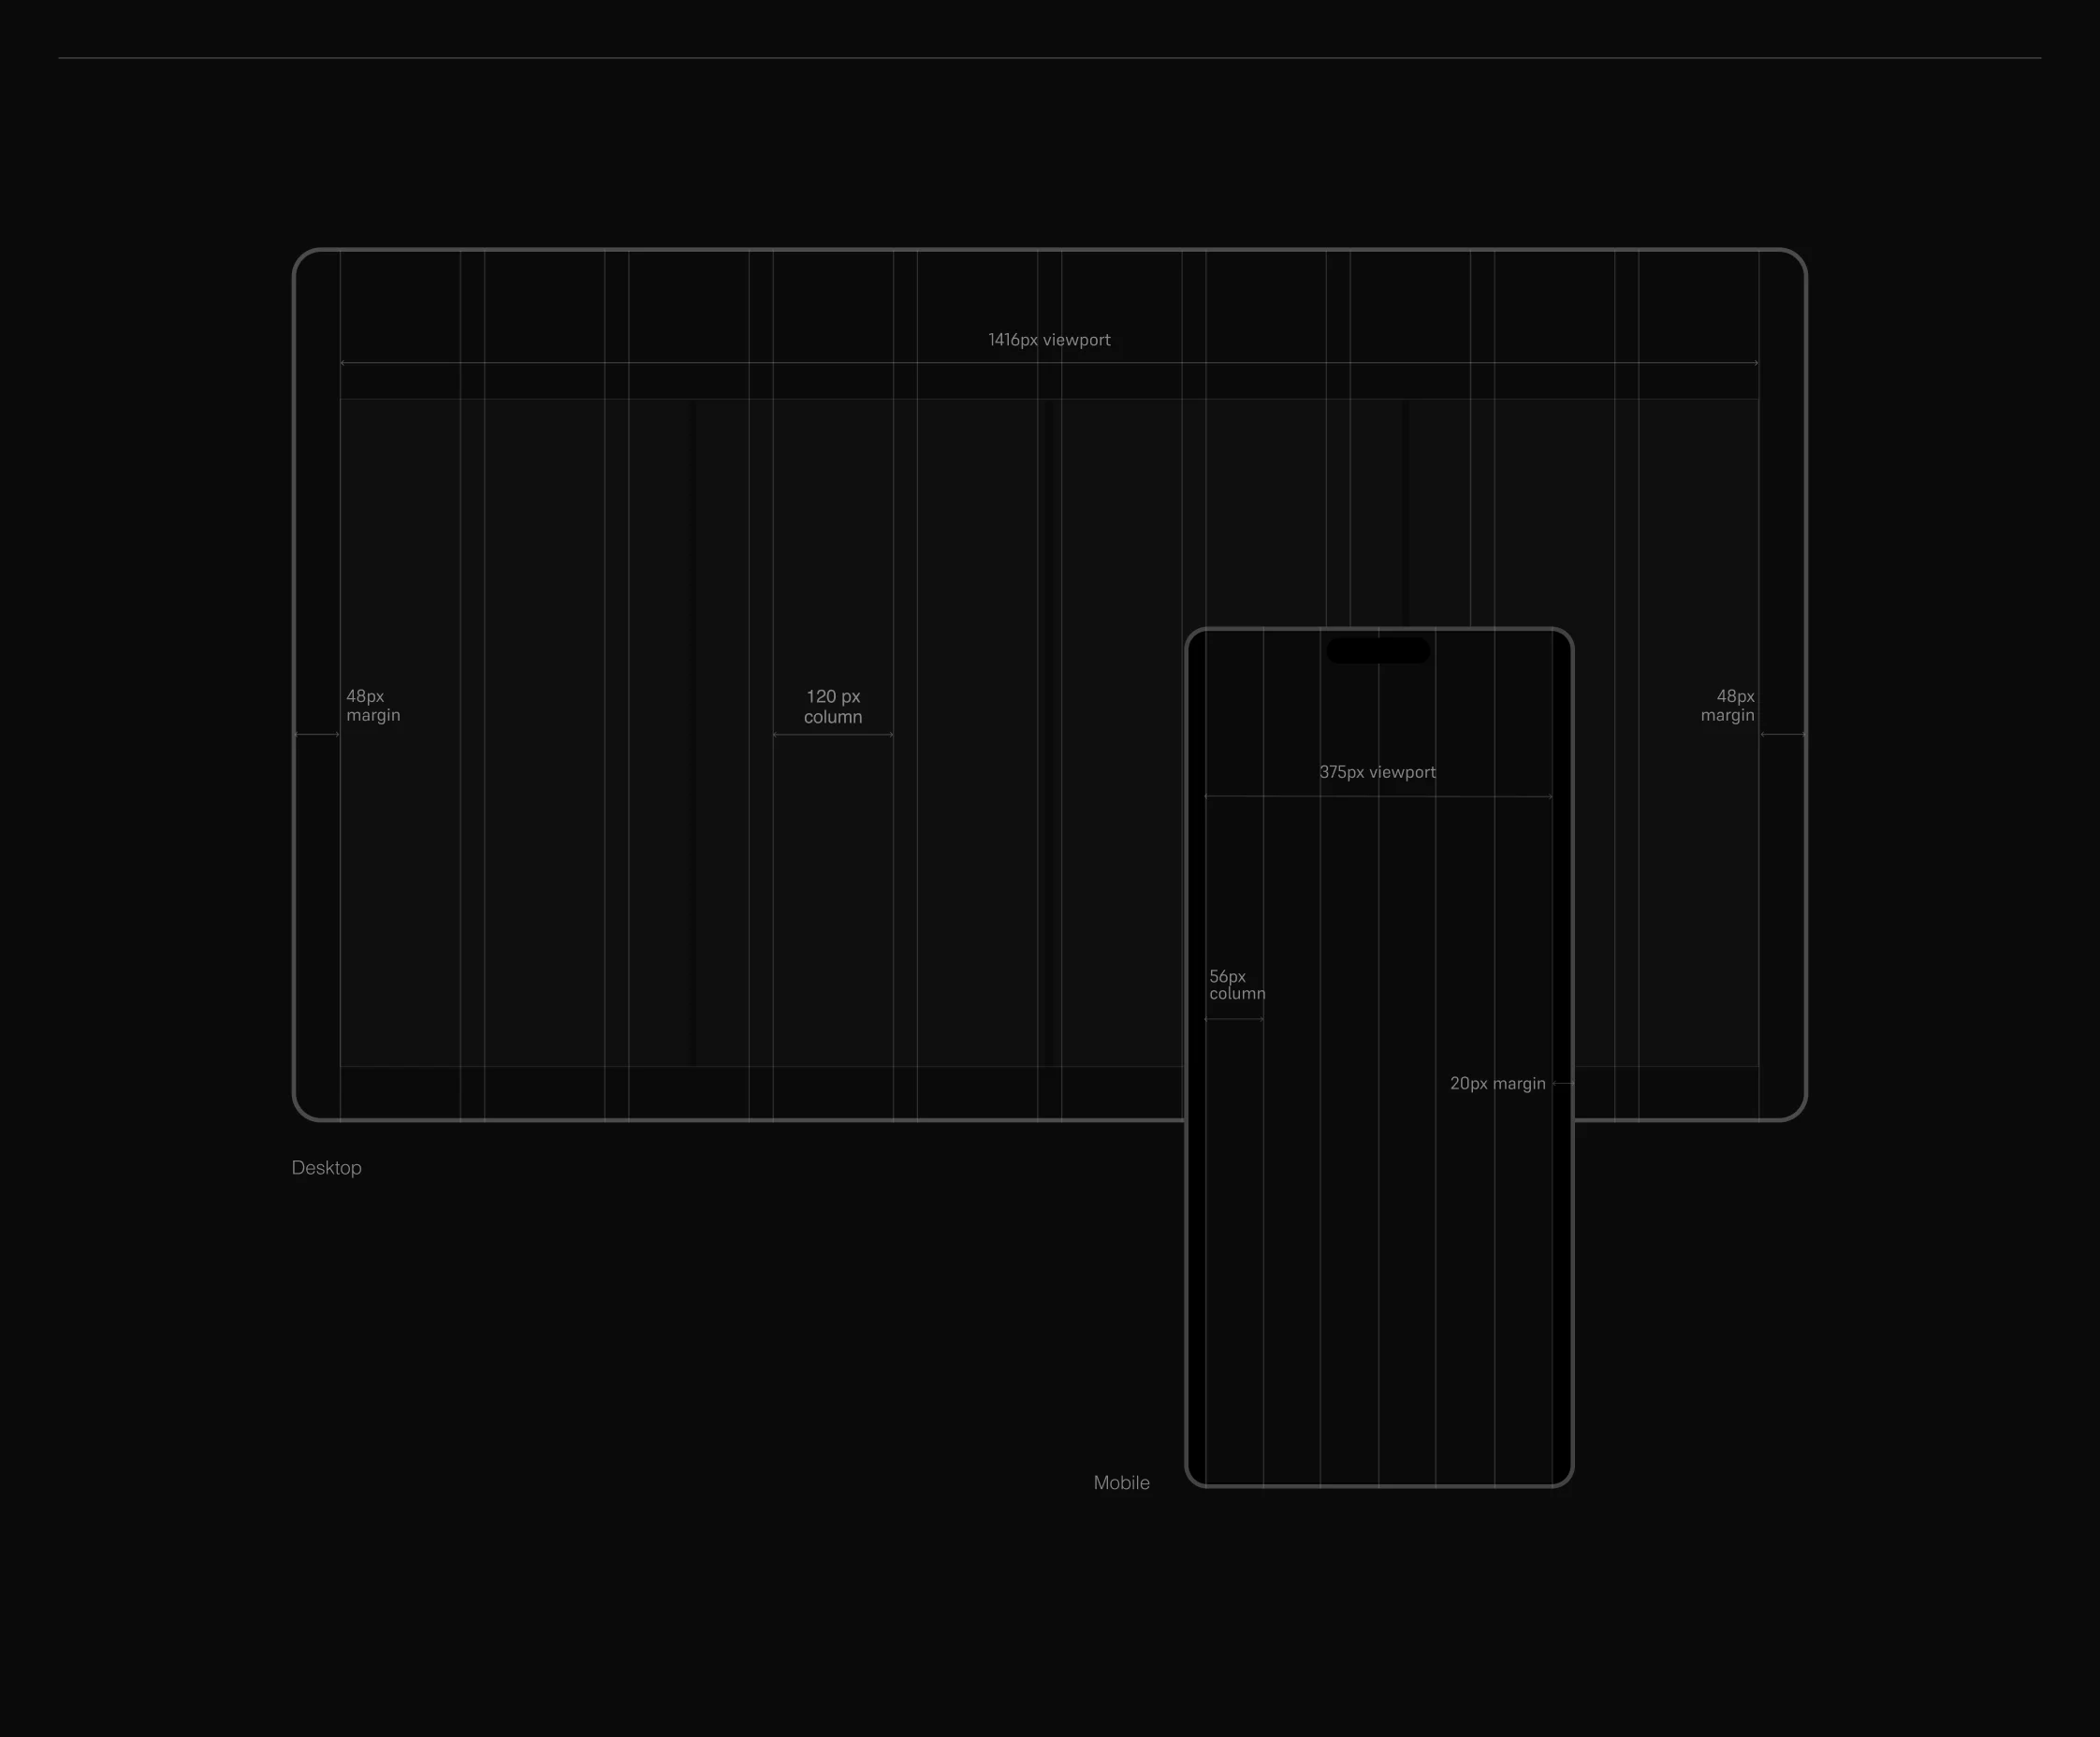 1416px viewport
48px
margin
120 px
column
48px
margin
375px viewport
56px
column
20px margin
Desktop
Mobile